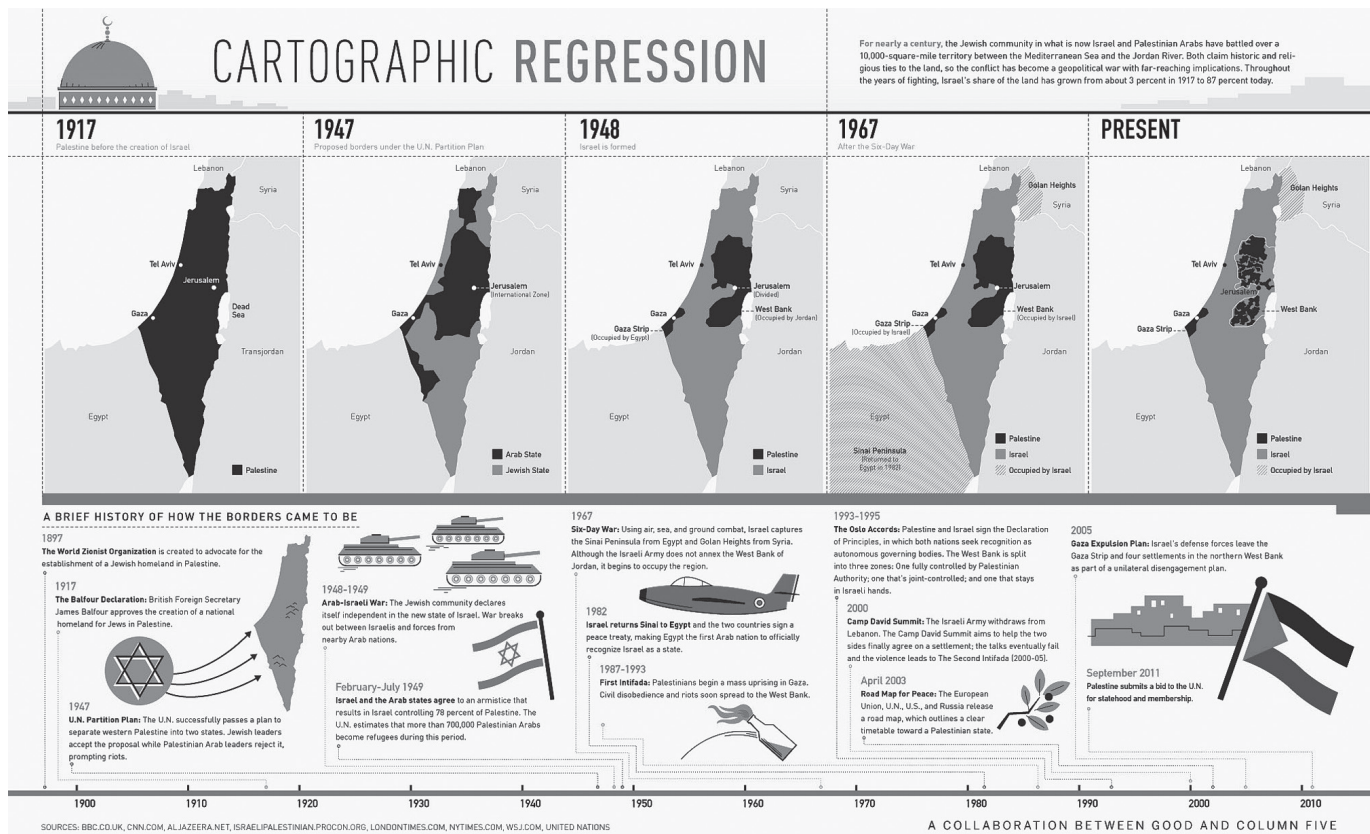 CARTOGRAPHIC REGRESSION
For nearly a century, the Jewish community in what is now Israel and Palestinian Arabs have battled over a
10,000-square-mile territory between the Mediterranean Sea and the Jordan River. Both claim historic and reli-
gious ties to the land, so the conflict has become a geopolitical war with far-reaching implications. Throughout
the years of fighting, Israel's share of the land has grown from about 3 percent in 1917 to 87 percent today.
1917
Palestine before the creation of Israel
Lebanon
Syria
Tel Aviv
Jerusalem
Gaza
Dead
Sea
Transjordan
Egypt
Palestine
1947
Proposed borders under the U.N. Partition Plan
Lebanon
Syria
Tel Aviv
Jerusalem
(International Zone)
Gaza
Jordan
Egypt
Arab State
Jewish State
1948
Israel is formed
Lebanon
Syria
Tel Aviv
Jerusalem
(Divided)
West Bank
(Occupied by Jordan)
Gaza
Gaza Strip
(Occupied by Egypt)
Jordan
Egypt
Palestine
Israel
1967
After the Six-Day War
Lebanon
Golan Heights
Syria
Tel Aviv
Jerusalem
West Bank
(Occupied by Israel)
Gaza
Gaza Strip
(Occupied by Israel)
Jordan
Egypt
Sinai Peninsula
(Returned to
Egypt in 1982)
Palestine
Israel
Occupied by Israel
PRESENT
Lebanon
Golan Heights
Syria
Tel Aviv
Jerusalem
West Bank
Gaza
Gaza Strip
Jordan
Egypt
Palestine
Israel
Occupied by Israel
A BRIEF HISTORY OF HOW THE BORDERS CAME TO BE
1897
The World Zionist Organization is created to advocate for the
establishment of a Jewish homeland in Palestine.
1917
The Balfour Declaration: British Foreign Secretary
James Balfour approves the creation of a national
homeland for Jews in Palestine.
1947
U.N. Partition Plan: The U.N. successfully passes a plan to
separate western Palestine into two states. Jewish leaders
accept the proposal while Palestinian Arab leaders reject it,
prompting riots.
1948-1949
Arab-Israeli War: The Jewish community declares
itself independent in the new state of Israel. War breaks
out between Israelis and forces from
nearby Arab nations.
February-July 1949
Israel and the Arab states agree to an armistice that
results in Israel controlling 78 percent of Palestine. The
U.N. estimates that more than 700,000 Palestinian Arabs
become refugees during this period.
1967
Six-Day War: Using air, sea, and ground combat, Israel captures
the Sinai Peninsula from Egypt and Golan Heights from Syria.
Although the Israeli Army does not annex the West Bank of
Jordan, it begins to occupy the region.
1982
Israel returns Sinai to Egypt and the two countries sign a
peace treaty, making Egypt the first Arab nation to officially
recognize Israel as a state.
1987-1993
First Intifada: Palestinians begin a mass uprising in Gaza.
Civil disobedience and riots soon spread to the West Bank.
1993-1995
The Oslo Accords: Palestine and Israel sign the Declaration
of Principles, in which both nations seek recognition as
autonomous governing bodies. The West Bank is split
into three zones: One fully controlled by Palestinian
Authority; one that's joint-controlled; and one that stays
in Israeli hands.
2000
Camp David Summit: The Israeli Army withdraws from
Lebanon. The Camp David Summit aims to help the two
sides finally agree on a settlement; the talks eventually fail
and the violence leads to The Second Intifada (2000-05).
April 2003
Road Map for Peace: The European
Union, U.N., U.S., and Russia release
a road map, which outlines a clear
timetable toward a Palestinian state.
2005
Gaza Expulsion Plan: Israel's defense forces leave the
Gaza Strip and four settlements in the northern West Bank
as part of a unilateral disengagement plan.
September 2011
Palestine submits a bid to the U.N.
for statehood and membership.
1900 1910 1920 1930 1940 1950 1960 1970 1980 1990 2000 2010
SOURCES: BBC.CO.UK, CNN.COM, ALJAZEERA.NET, ISRAELIPALESTINIAN.PROCON.ORG, LONDONTIMES.COM, NYTIMES.COM, WSJ.COM, UNITED NATIONS
A COLLABORATION BETWEEN GOOD AND COLUMN FIVE